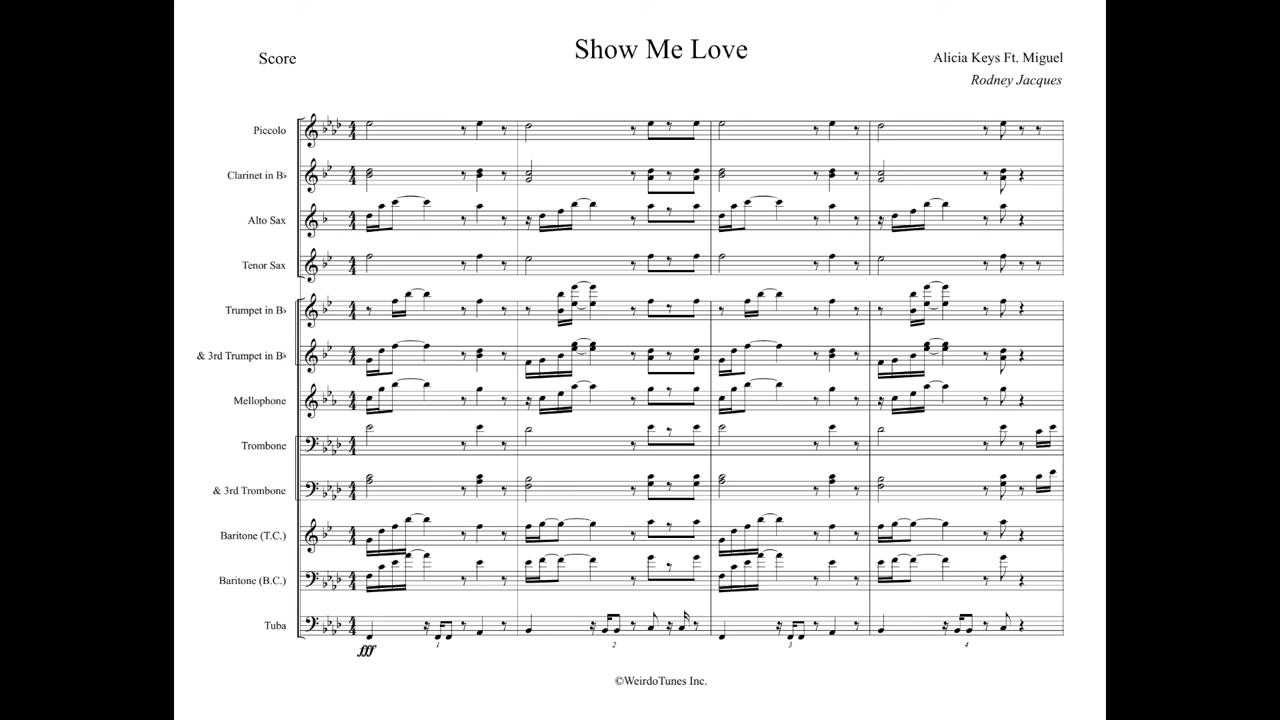 Show Me Love
Score
Alicia Keys Ft. Miguel
Rodney Jacques
Piccolo
Clarinet in B♭
Alto Sax
Tenor Sax
Trumpet in B♭
& 3rd Trumpet in B♭
Mellophone
Trombone
& 3rd Trombone
Baritone (T.C.)
Baritone (B.C.)
Tuba
fff
1 2 3 4
©WeirdoTunes Inc.